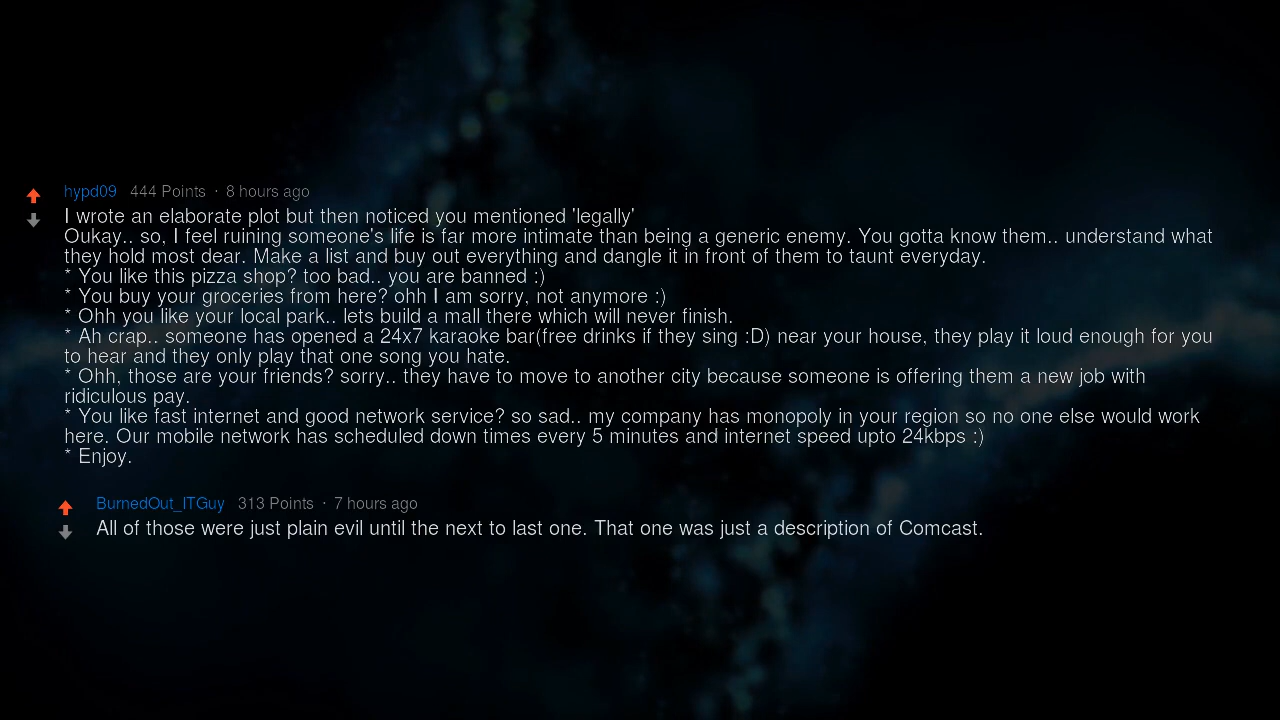 hypd09 444 Points · 8 hours ago
I wrote an elaborate plot but then noticed you mentioned 'legally'
Oukay.. so, I feel ruining someone's life is far more intimate than being a generic enemy. You gotta know them.. understand what
they hold most dear. Make a list and buy out everything and dangle it in front of them to taunt everyday.
* You like this pizza shop? too bad.. you are banned :)
* You buy your groceries from here? ohh I am sorry, not anymore :)
* Ohh you like your local park.. lets build a mall there which will never finish.
* Ah crap.. someone has opened a 24x7 karaoke bar(free drinks if they sing :D) near your house, they play it loud enough for you
to hear and they only play that one song you hate.
* Ohh, those are your friends? sorry.. they have to move to another city because someone is offering them a new job with
ridiculous pay.
* You like fast internet and good network service? so sad.. my company has monopoly in your region so no one else would work
here. Our mobile network has scheduled down times every 5 minutes and internet speed upto 24kbps :)
* Enjoy.
BurnedOut_ITGuy 313 Points · 7 hours ago
All of those were just plain evil until the next to last one. That one was just a description of Comcast.